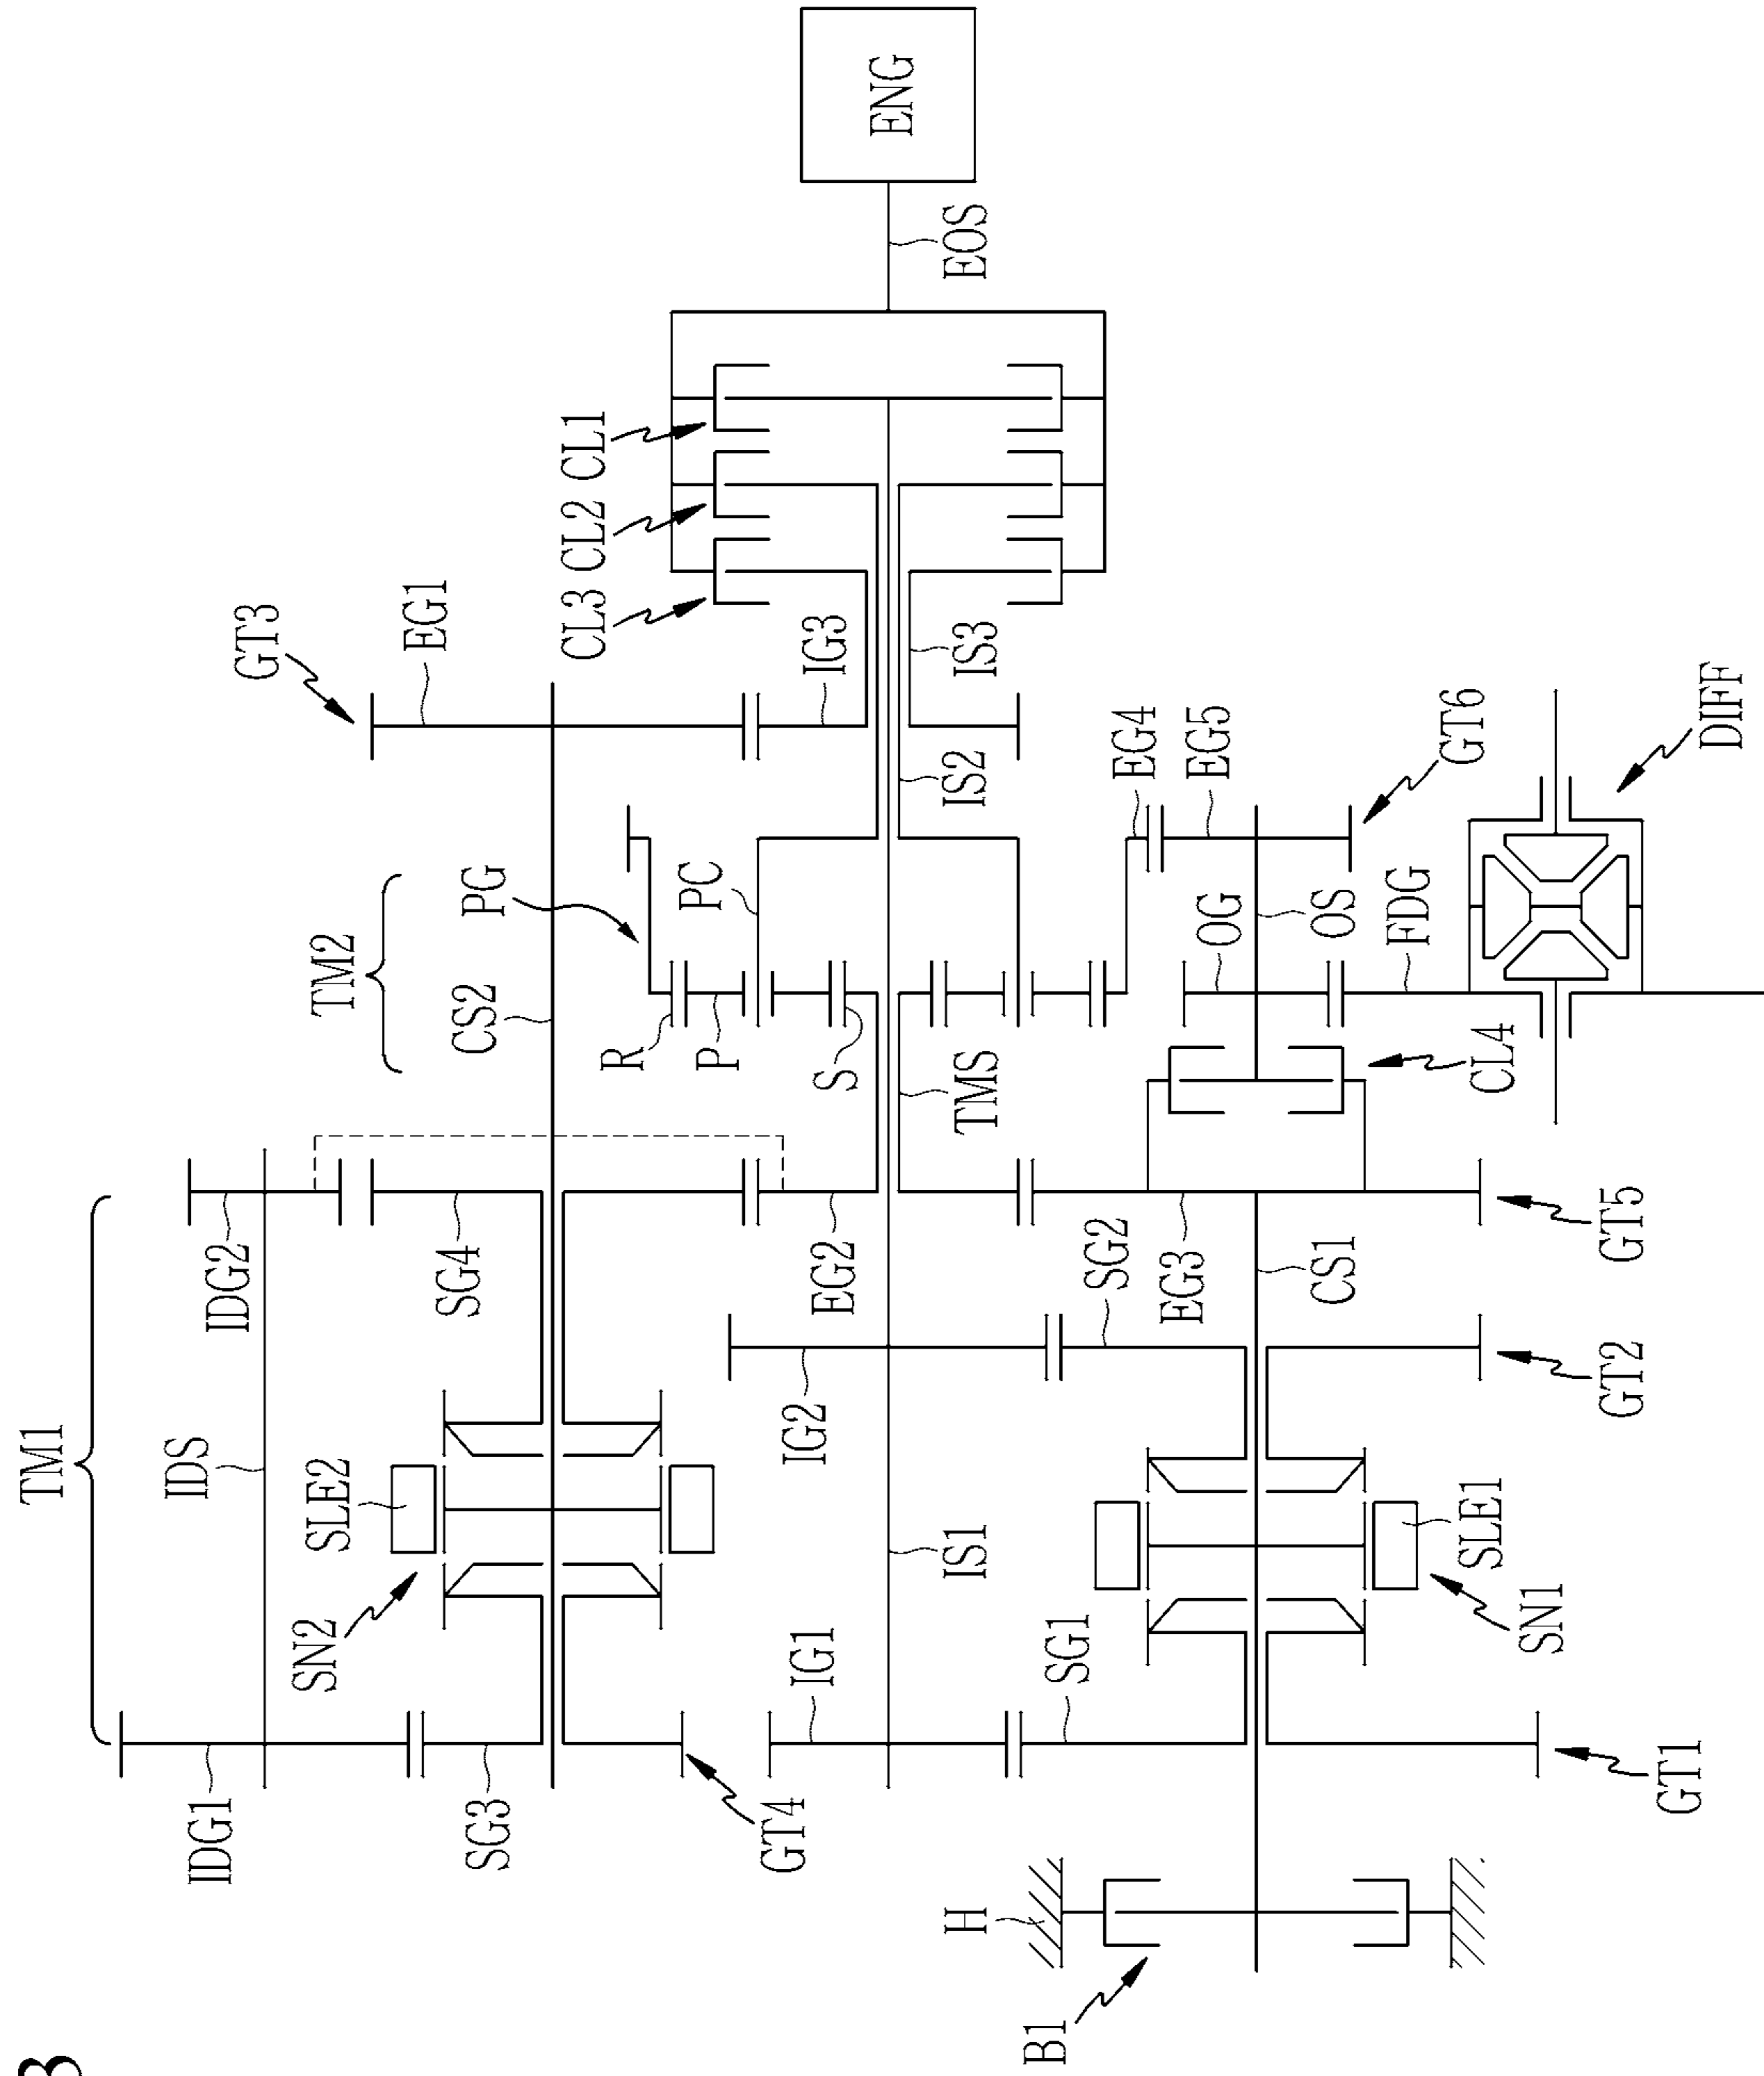 TM1
IDG1
IDS
IDG2
TM2
GT3
EG1
SG3
SN2
SLE2
SG4
CS2
PG
R
P
PC
S
CL3
CL2
CL1
GT4
IG1
IG2
EG2
IG3
ENG
H
IS1
TMS
IS2
IS3
EOS
B1
SG1
SG2
EG3
EG4
EG5
OG
CS1
OS
SN1
SLE1
CL4
FDG
GT6
GT1
GT2
GT5
DIFF
3